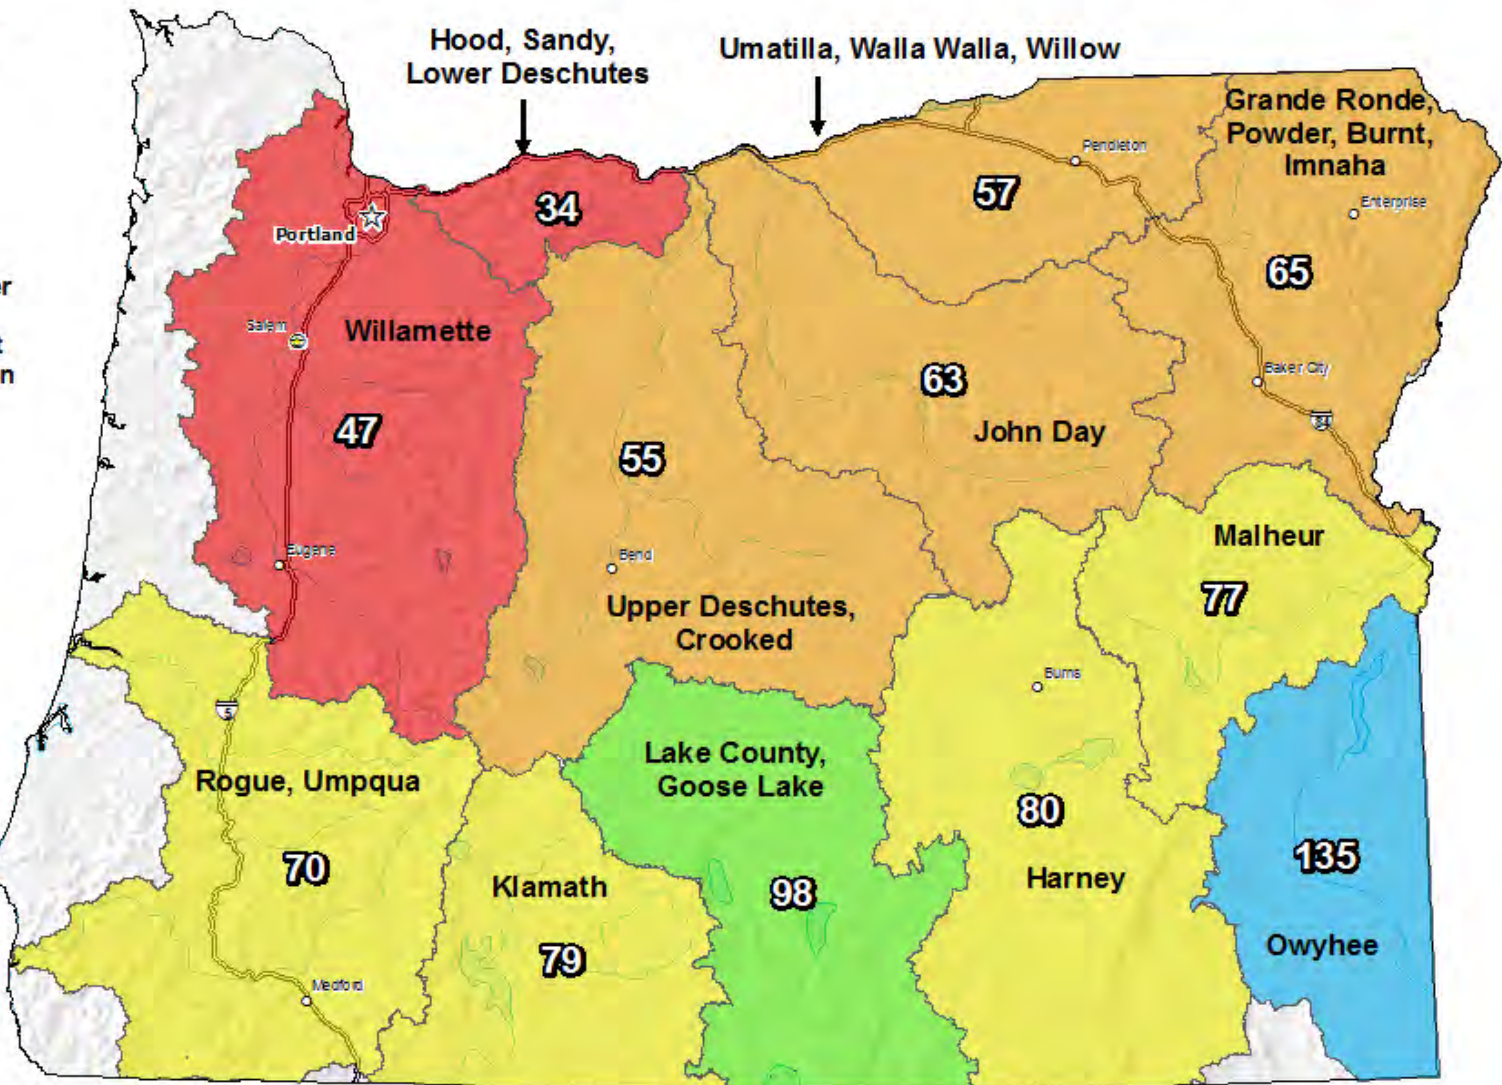 Hood, Sandy,
Lower Deschutes
Umatilla, Walla Walla, Willow
Grande Ronde,
Powder, Burnt,
Imnaha
Pendleton
57
34
Enterprise
Portland
65
er
Salem
Willamette
t
n
63
Baker City
John Day
84
47
55
Malheur
Eugene
Bend
77
Upper Deschutes,
Crooked
Burns
5
Lake County,
Goose Lake
Rogue, Umpqua
80
135
70
Klamath
98
Harney
Owyhee
79
Medford